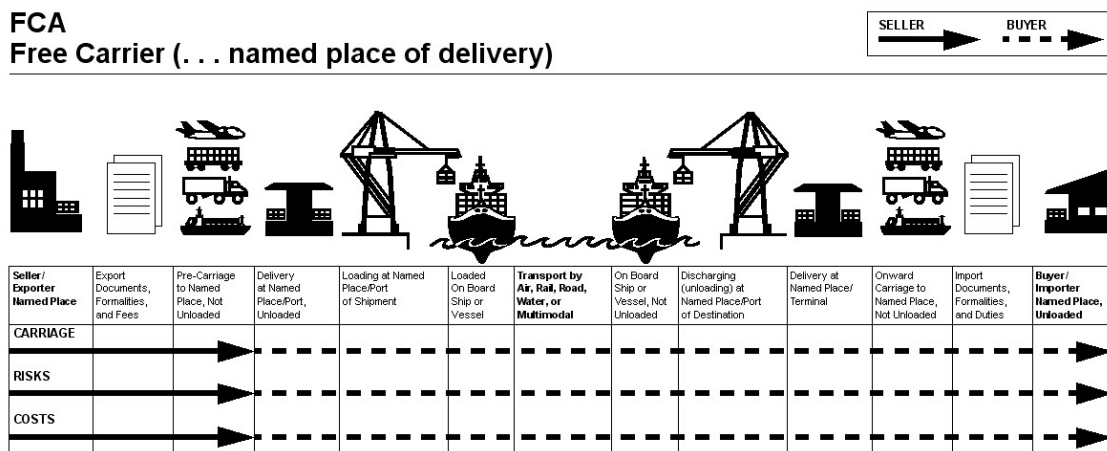 FCA
Free Carrier (. . . named place of delivery)
SELLER
BUYER
Seller/
Exporter
Named Place
Export
Documents,
Formalities,
and Fees
Pre-Carriage
to Named
Place, Not
Unloaded
Delivery
at Named
Place/Port,
Unloaded
Loading at Named
Place/Port
of Shipment
Loaded
On Board
Ship or
Vessel
Transport by
Air, Rail, Road,
Water, or
Multimodal
On Board
Ship or
Vessel, Not
Unloaded
Discharging
(unloading) at
Named Place/Port
of Destination
Delivery at
Named Place/
Terminal
Onward
Carriage to
Named Place,
Not Unloaded
Import
Documents,
Formalities,
and Duties
Buyer/
Importer
Named Place,
Unloaded
CARRIAGE
RISKS
COSTS